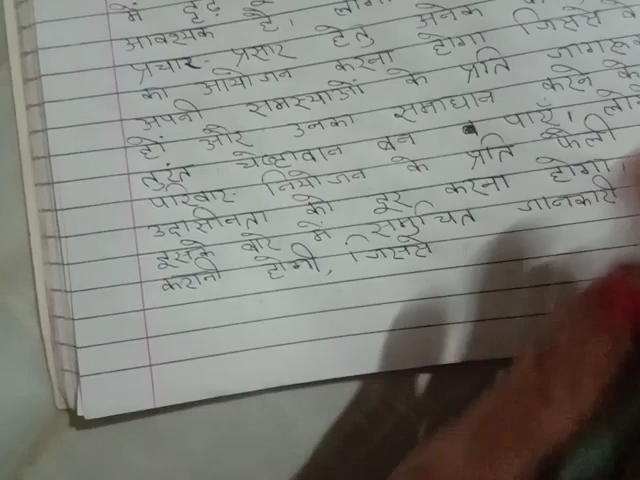 में दृढ़
आवश्यक है। लोगों
प्रचार-प्रसार हेतु अनेक
का आयोजन करना होगा जिससे वे
अपनी समस्याओं के प्रति जागरूक
हों और उनका समाधान करने के
तुरंत चेष्टावान बन पाएँ। लोगों
परिवार-नियोजन के प्रति फैली
उदासीनता को दूर करना होगा।
इसके बारे में समुचित जानकारी
करानी होगी, जिससे